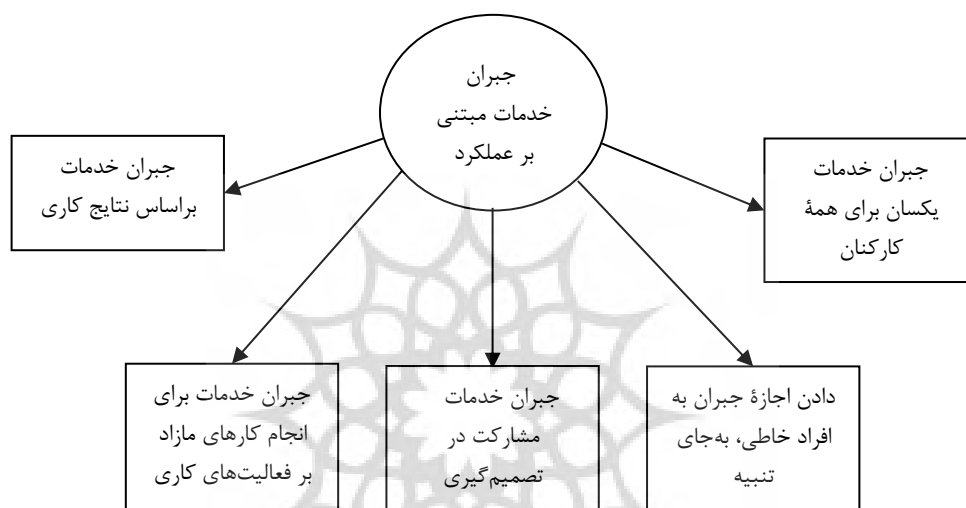 جبران
خدمات مبتنی
بر عملکرد
جبران خدمات
یکسان برای همهٔ
کارکنان
جبران خدمات
براساس نتایج کاری
دادن اجازهٔ جبران به
افراد خاطی، به‌جای
تنبیه
جبران خدمات
مشارکت در
تصمیم‌گیری
جبران خدمات برای
انجام کارهای مازاد
بر فعالیت‌های کاری